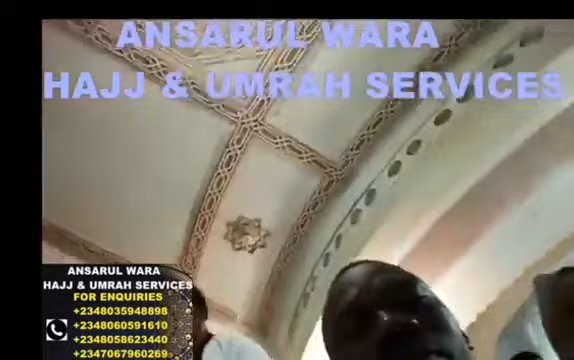 ANSARUL WARA
HAJJ & UMRAH SERVICES
ANSARUL WARA
HAJJ & UMRAH SERVICES
FOR ENQUIRIES
+2348035948898
+2348060591610
+2348058623440
+2347067960269